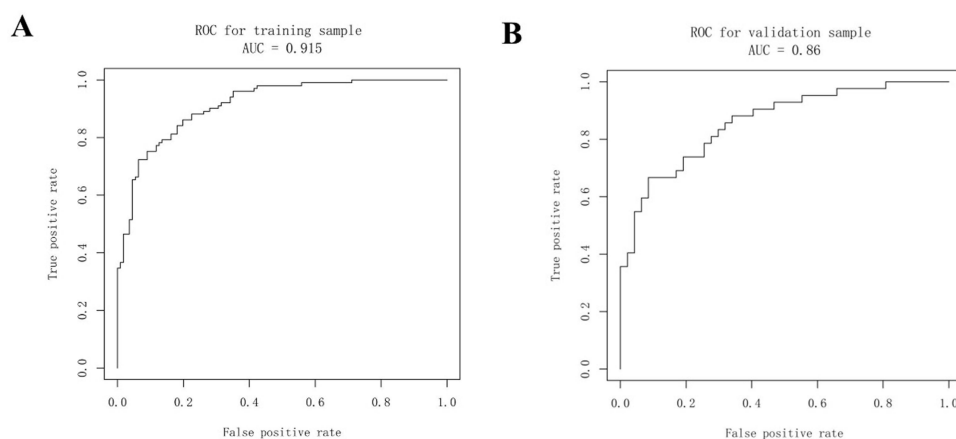 A
ROC for training sample
AUC = 0.915
True positive rate
1.0
0.8
0.6
0.4
0.2
0.0
0.0 0.2 0.4 0.6 0.8 1.0
False positive rate
B
ROC for validation sample
AUC = 0.86
True positive rate
1.0
0.8
0.6
0.4
0.2
0.0
0.0 0.2 0.4 0.6 0.8 1.0
False positive rate